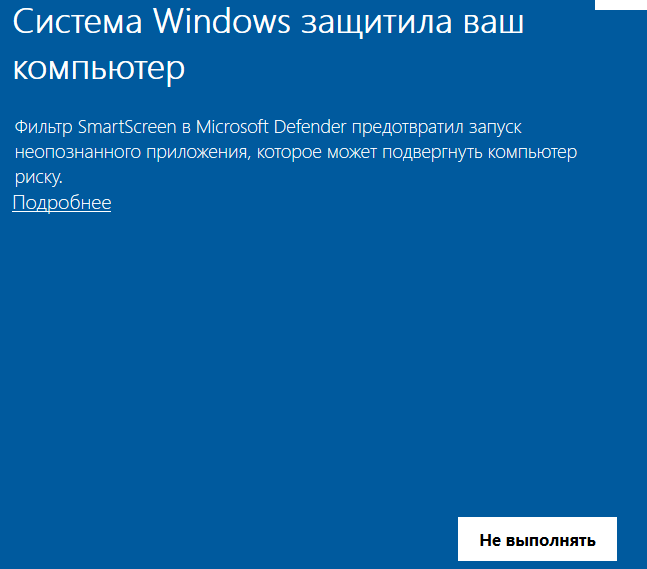 Система Windows защитила ваш
компьютер
Фильтр SmartScreen в Microsoft Defender предотвратил запуск
неопознанного приложения, которое может подвергнуть компьютер
риску.
Подробнее
Не выполнять